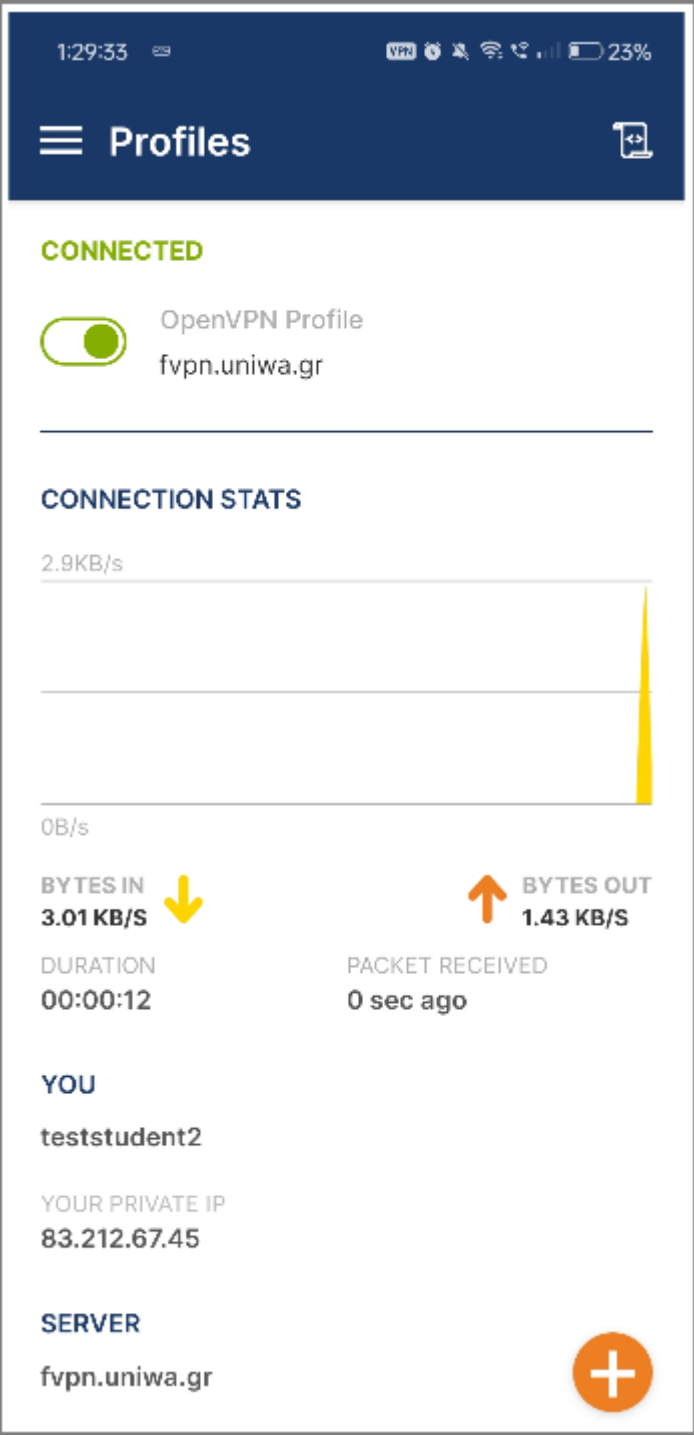 1:29:33 VPN 23%
Profiles
CONNECTED
OpenVPN Profile
fvpn.uniwa.gr
CONNECTION STATS
2.9KB/s
0B/s
BYTES IN BYTES OUT
3.01 KB/S 1.43 KB/S
DURATION PACKET RECEIVED
00:00:12 0 sec ago
YOU
teststudent2
YOUR PRIVATE IP
83.212.67.45
SERVER
fvpn.uniwa.gr